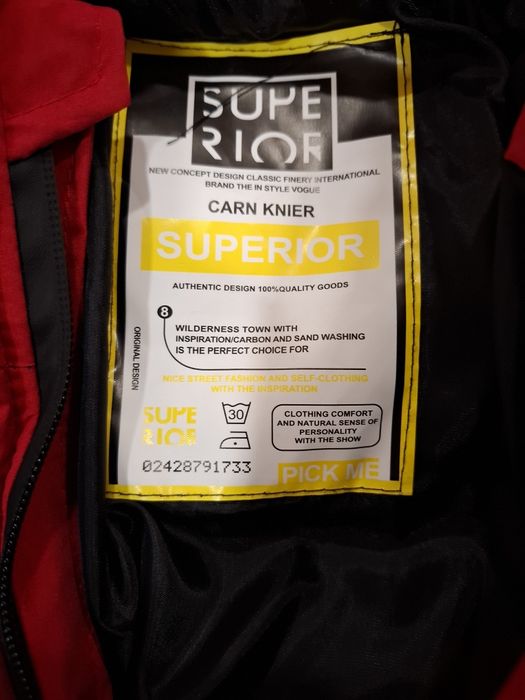 SUPE
RIOR
NEW CONCEPT DESIGN CLASSIC FINERY INTERNATIONAL
BRAND THE IN STYLE VOGUE
CARN KNIER
SUPERIOR
AUTHENTIC DESIGN 100%QUALITY GOODS
8
WILDERNESS TOWN WITH
INSPIRATION/CARBON AND SAND WASHING
IS THE PERFECT CHOICE FOR
ORIGINAL DESIGN
NICE STREET FASHION AND SELF-CLOTHING
WITH THE INSPIRATION
SUPE
RIOR
30
CLOTHING COMFORT
AND NATURAL SENSE OF
PERSONALITY
WITH THE SHOW
02428791733
PICK ME